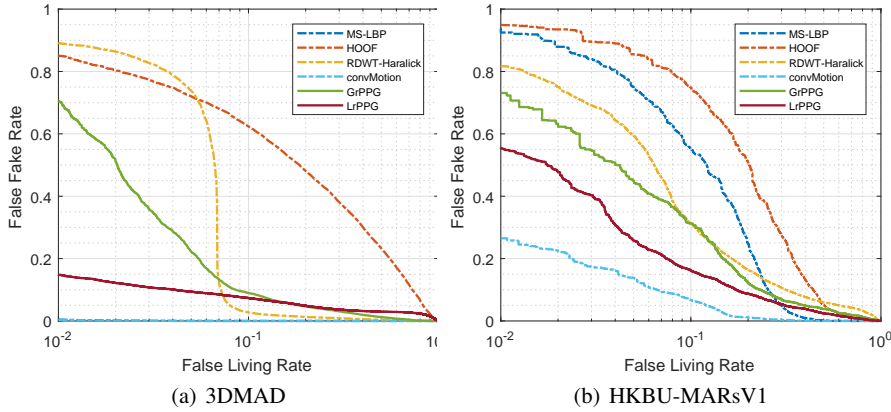 1
0.8
0.6
0.4
0.2
0
False Fake Rate
10-2
10-1
10
False Living Rate
MS-LBP
HOOF
RDWT-Haralick
convMotion
GrPPG
LrPPG
(a) 3DMAD
1
0.8
0.6
0.4
0.2
0
False Fake Rate
10-2
10-1
100
False Living Rate
MS-LBP
HOOF
RDWT-Haralick
convMotion
GrPPG
LrPPG
(b) HKBU-MARsV1